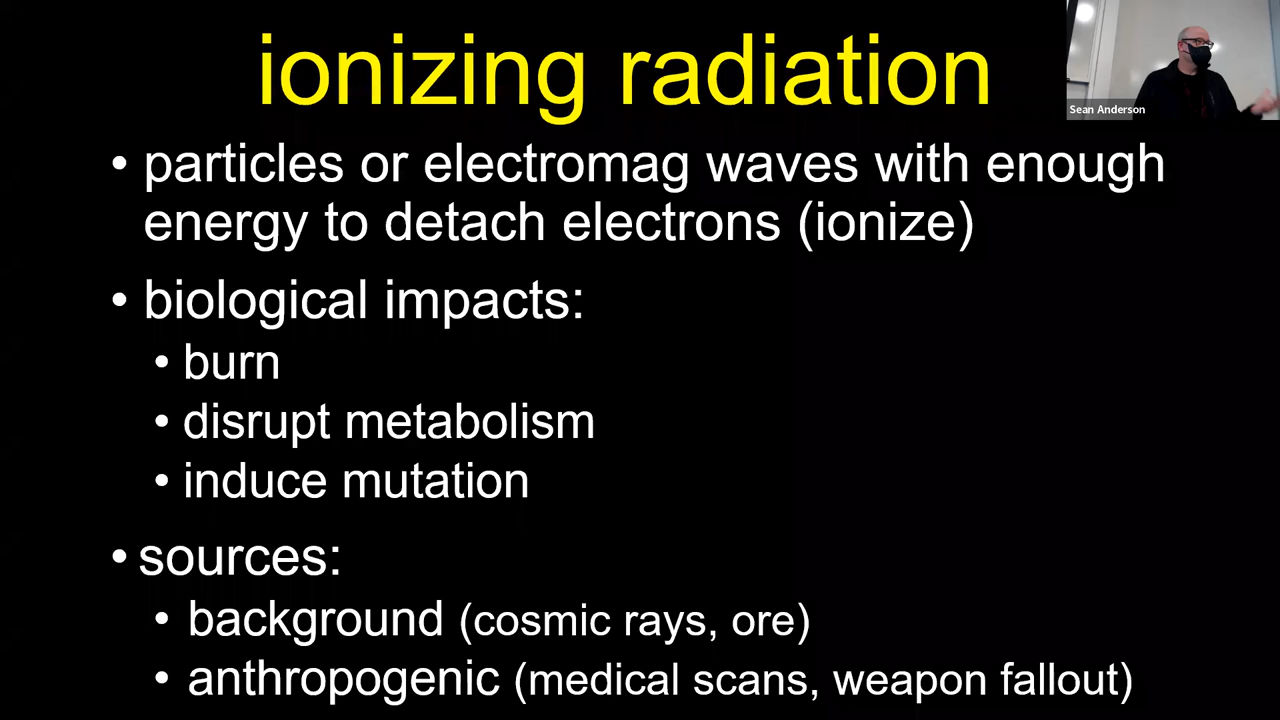 ionizing radiation
Sean Anderson
• particles or electromag waves with enough
energy to detach electrons (ionize)
• biological impacts:
• burn
• disrupt metabolism
• induce mutation
• sources:
• background (cosmic rays, ore)
• anthropogenic (medical scans, weapon fallout)